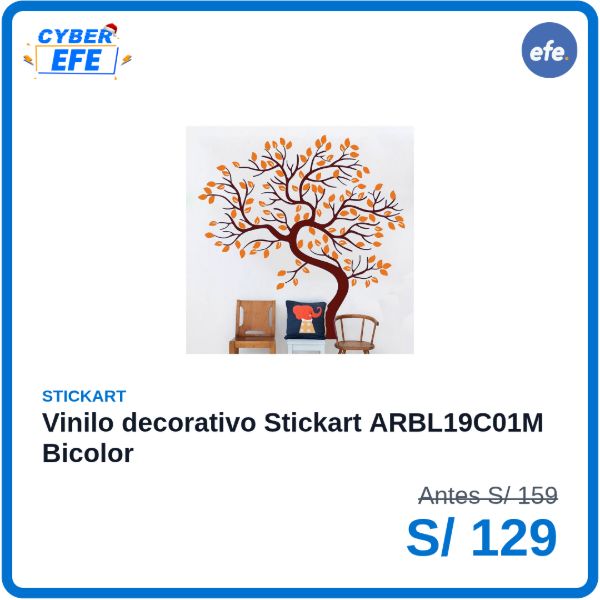 CYBER
EFE
efe.
STICKART
Vinilo decorativo Stickart ARBL19C01M
Bicolor
Antes S/ 159
S/ 129